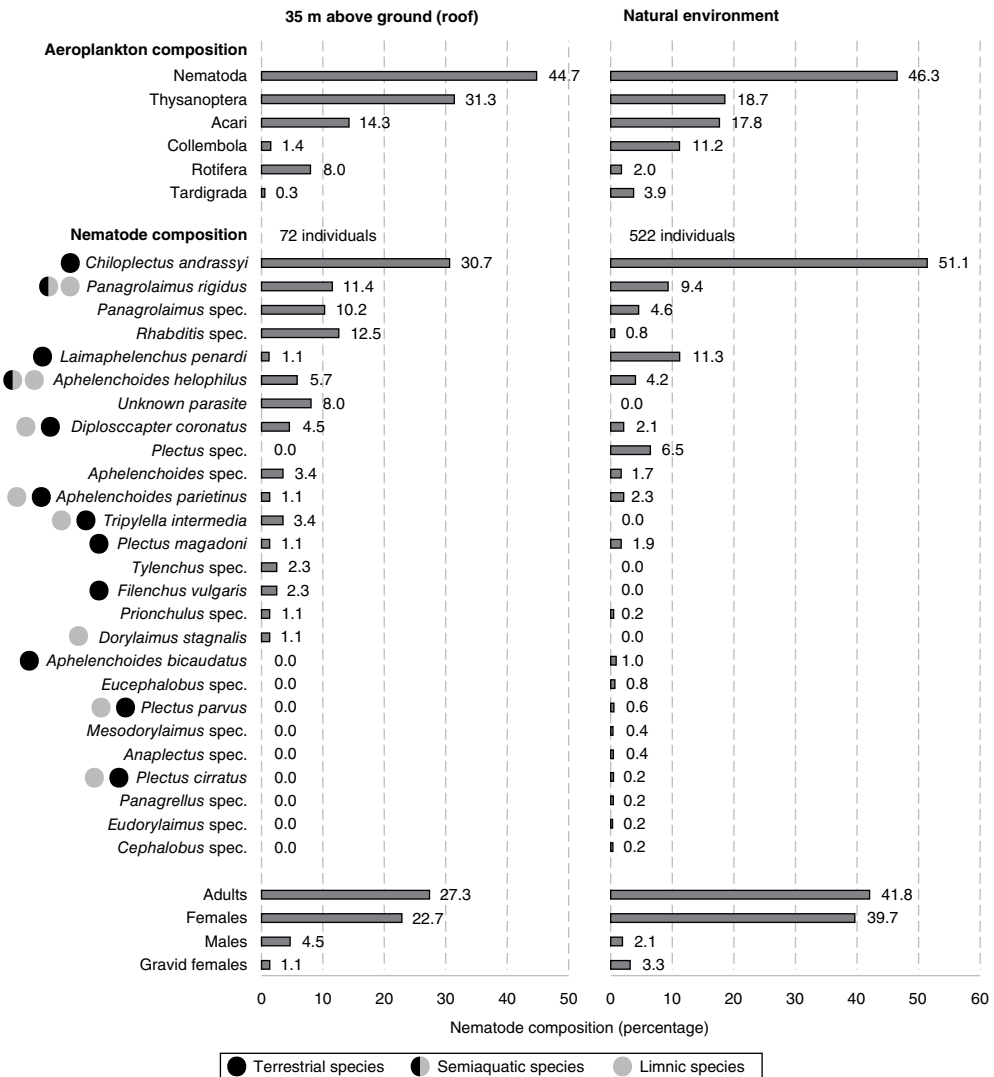 35 m above ground (roof) Natural environment
Aeroplankton composition
Nematoda 44.7 46.3
Thysanoptera 31.3 18.7
Acari 14.3 17.8
Collembola 1.4 11.2
Rotifera 8.0 2.0
Tardigrada 0.3 3.9
Nematode composition 72 individuals 522 individuals
Chiloplectus andrassyi 30.7 51.1
Panagrolaimus rigidus 11.4 9.4
Panagrolaimus spec. 10.2 4.6
Rhabditis spec. 12.5 0.8
Laimaphelenchus penardi 1.1 11.3
Aphelenchoides helophilus 5.7 4.2
Unknown parasite 8.0 0.0
Diplosccapter coronatus 4.5 2.1
Plectus spec. 0.0 6.5
Aphelenchoides spec. 3.4 1.7
Aphelenchoides parietinus 1.1 2.3
Tripylella intermedia 3.4 0.0
Plectus magadoni 1.1 1.9
Tylenchus spec. 2.3 0.0
Filenchus vulgaris 2.3 0.0
Prionchulus spec. 1.1 0.2
Dorylaimus stagnalis 1.1 0.0
Aphelenchoides bicaudatus 0.0 1.0
Eucephalobus spec. 0.0 0.8
Plectus parvus 0.0 0.6
Mesodorylaimus spec. 0.0 0.4
Anaplectus spec. 0.0 0.4
Plectus cirratus 0.0 0.2
Panagrellus spec. 0.0 0.2
Eudorylaimus spec. 0.0 0.2
Cephalobus spec. 0.0 0.2
Adults 27.3 41.8
Females 22.7 39.7
Males 4.5 2.1
Gravid females 1.1 3.3
0 10 20 30 40 50 0 10 20 30 40 50 60
Nematode composition (percentage)
Terrestrial species Semiaquatic species Limnic species